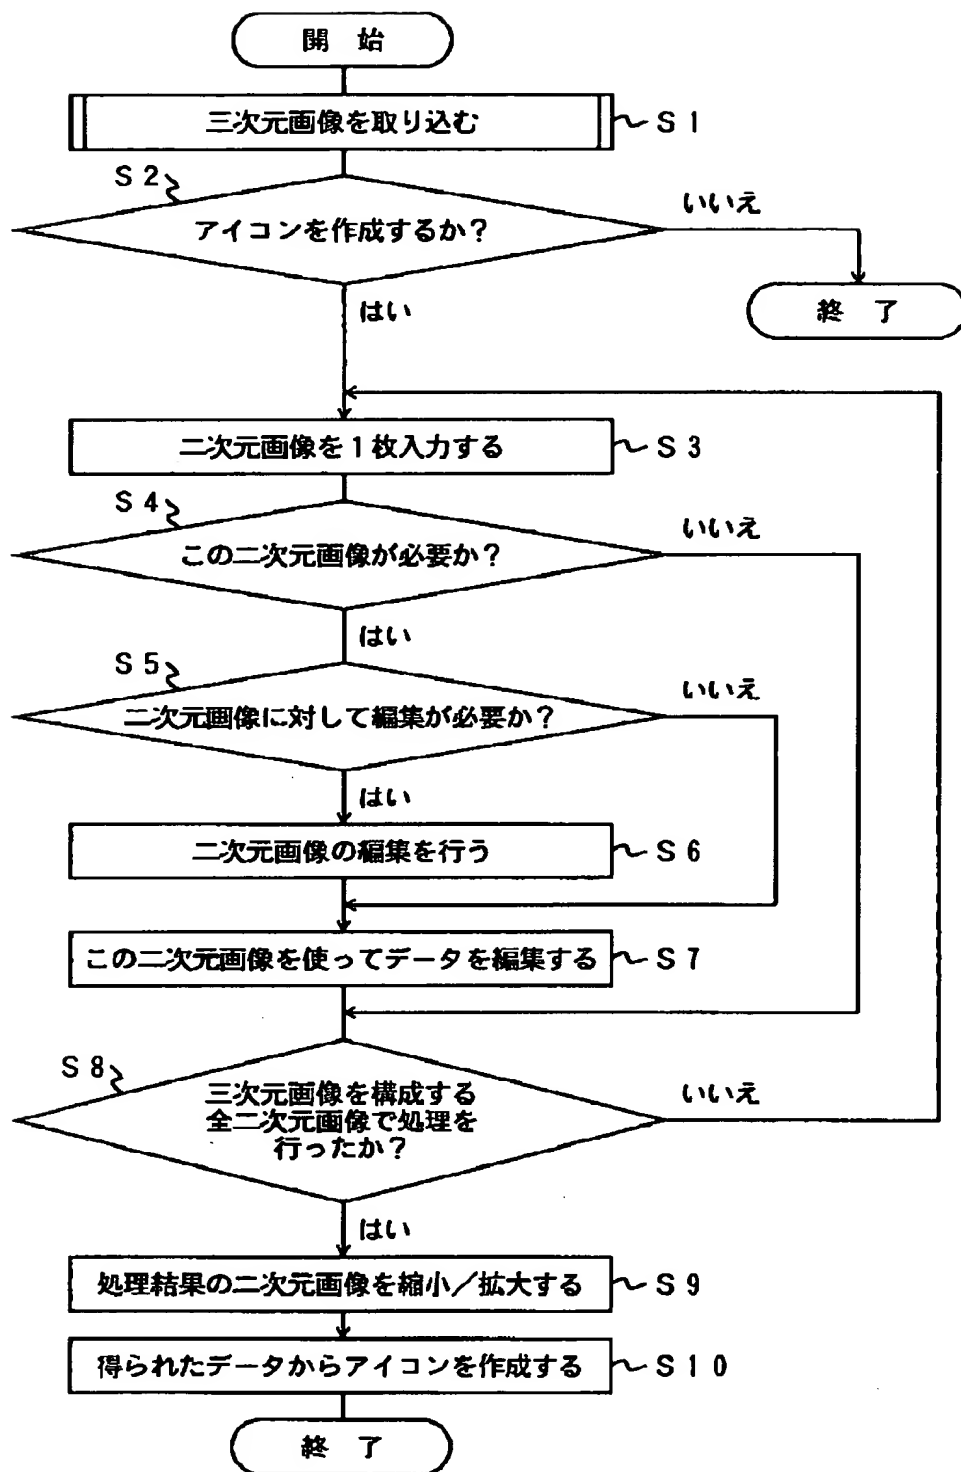 開 始
三次元画像を取り込む
S1
S2
アイコンを作成するか?
いいえ
はい
終 了
二次元画像を1枚入力する
S3
S4
この二次元画像が必要か?
いいえ
はい
S5
二次元画像に対して編集が必要か?
いいえ
はい
二次元画像の編集を行う
S6
この二次元画像を使ってデータを編集する
S7
S8
三次元画像を構成する
全二次元画像で処理を
行ったか?
いいえ
はい
処理結果の二次元画像を縮小/拡大する
S9
得られたデータからアイコンを作成する
S10
終 了